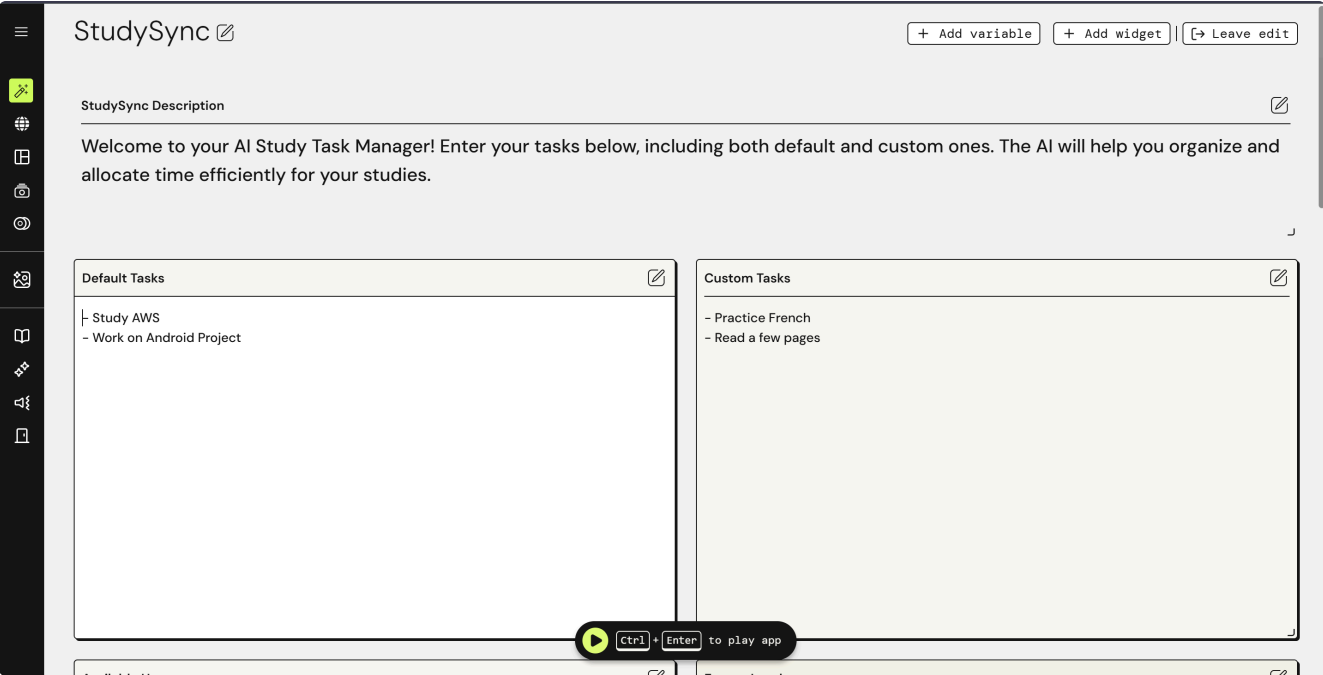 StudySync
+ Add variable
+ Add widget
Leave edit
StudySync Description
Welcome to your AI Study Task Manager! Enter your tasks below, including both default and custom ones. The AI will help you organize and
allocate time efficiently for your studies.
Default Tasks
- Study AWS
- Work on Android Project
Custom Tasks
- Practice French
- Read a few pages
Ctrl + Enter to play app